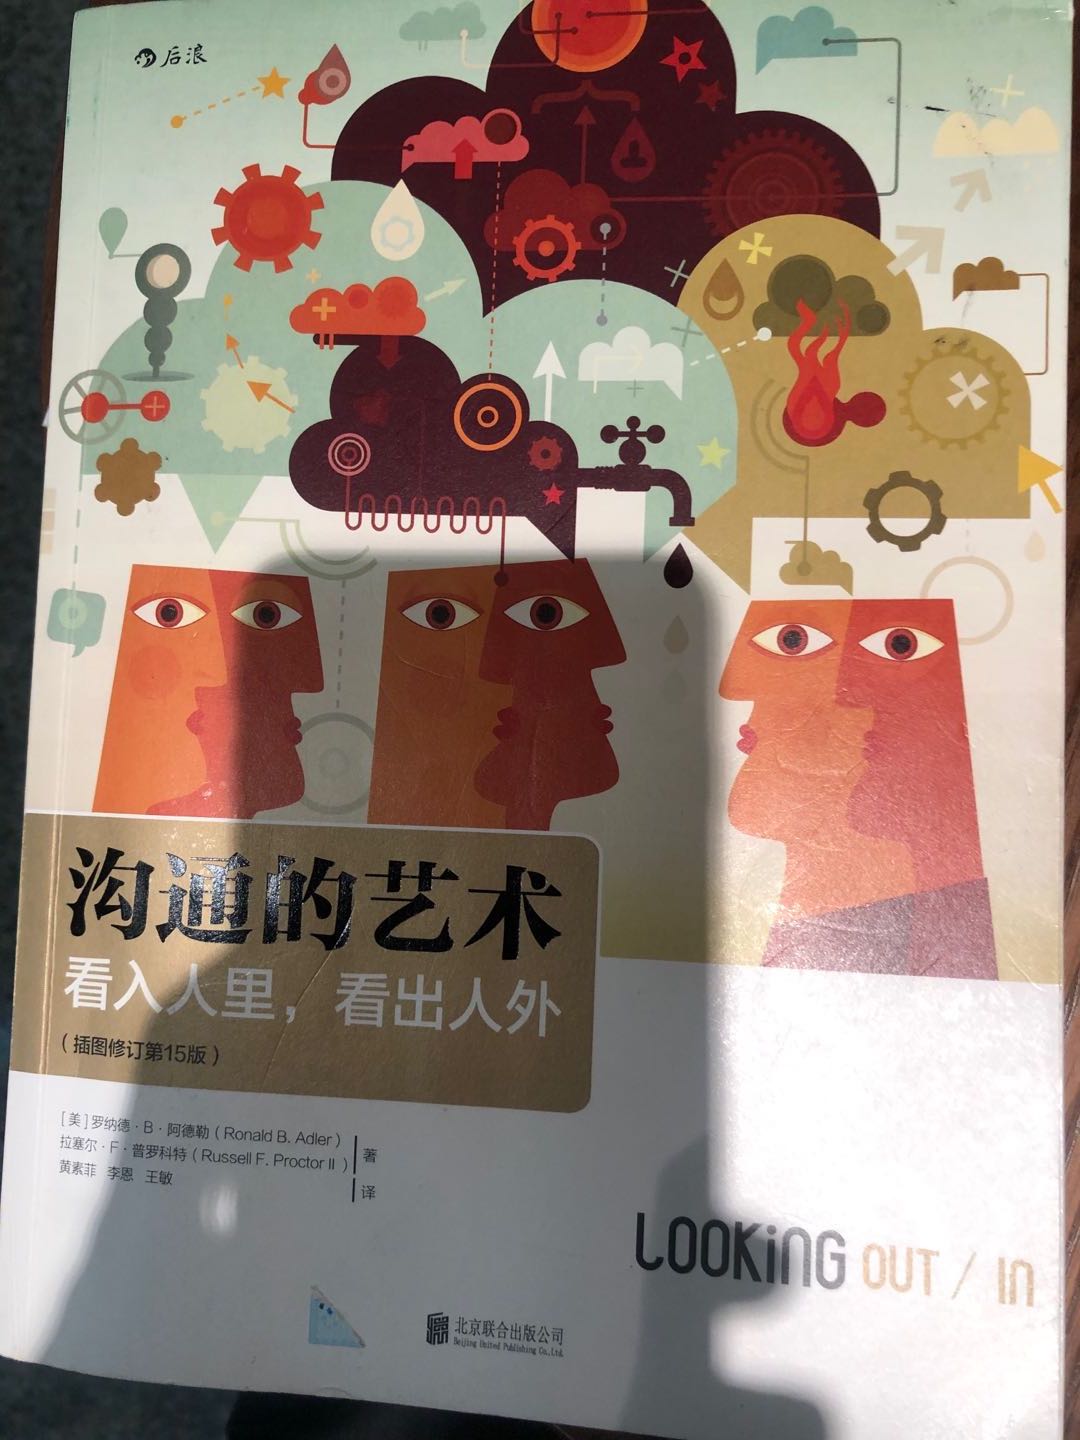 后浪
沟通的艺术
看入人里，看出人外
（插图修订第15版）
［美］罗纳德·B·阿德勒（Ronald B. Adler）
拉塞尔·F·普罗科特（Russell F. Proctor II）
著
黄素菲 李恩 王敏
译
LOOKiNG OUT / IN
北京联合出版公司
Beijing United Publishing Co.,Ltd.